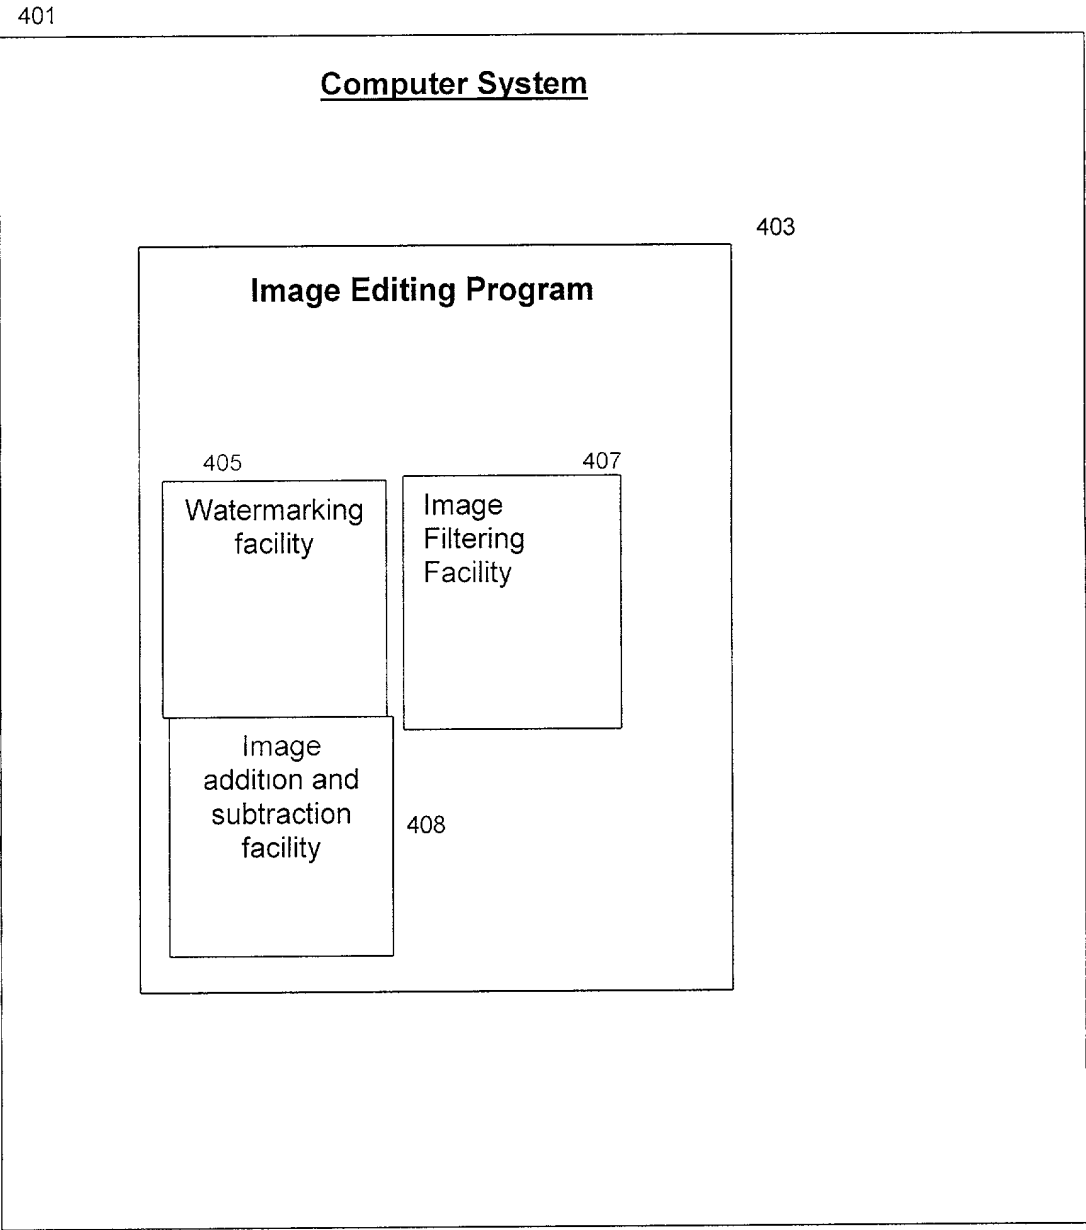 401
Computer System
403
Image Editing Program
405
407
Watermarking
facility
Image
Filtering
Facility
Image
addition and
subtraction
facility
408